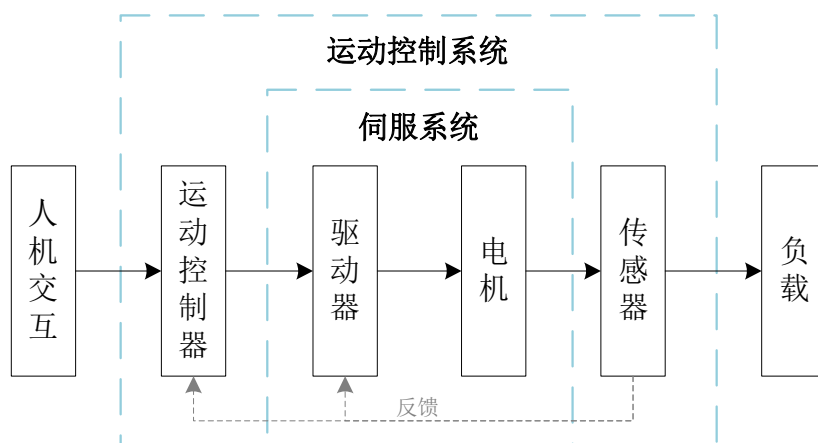 运动控制系统
伺服系统
人机交互
运动控制器
驱动器
电机
传感器
负载
反馈